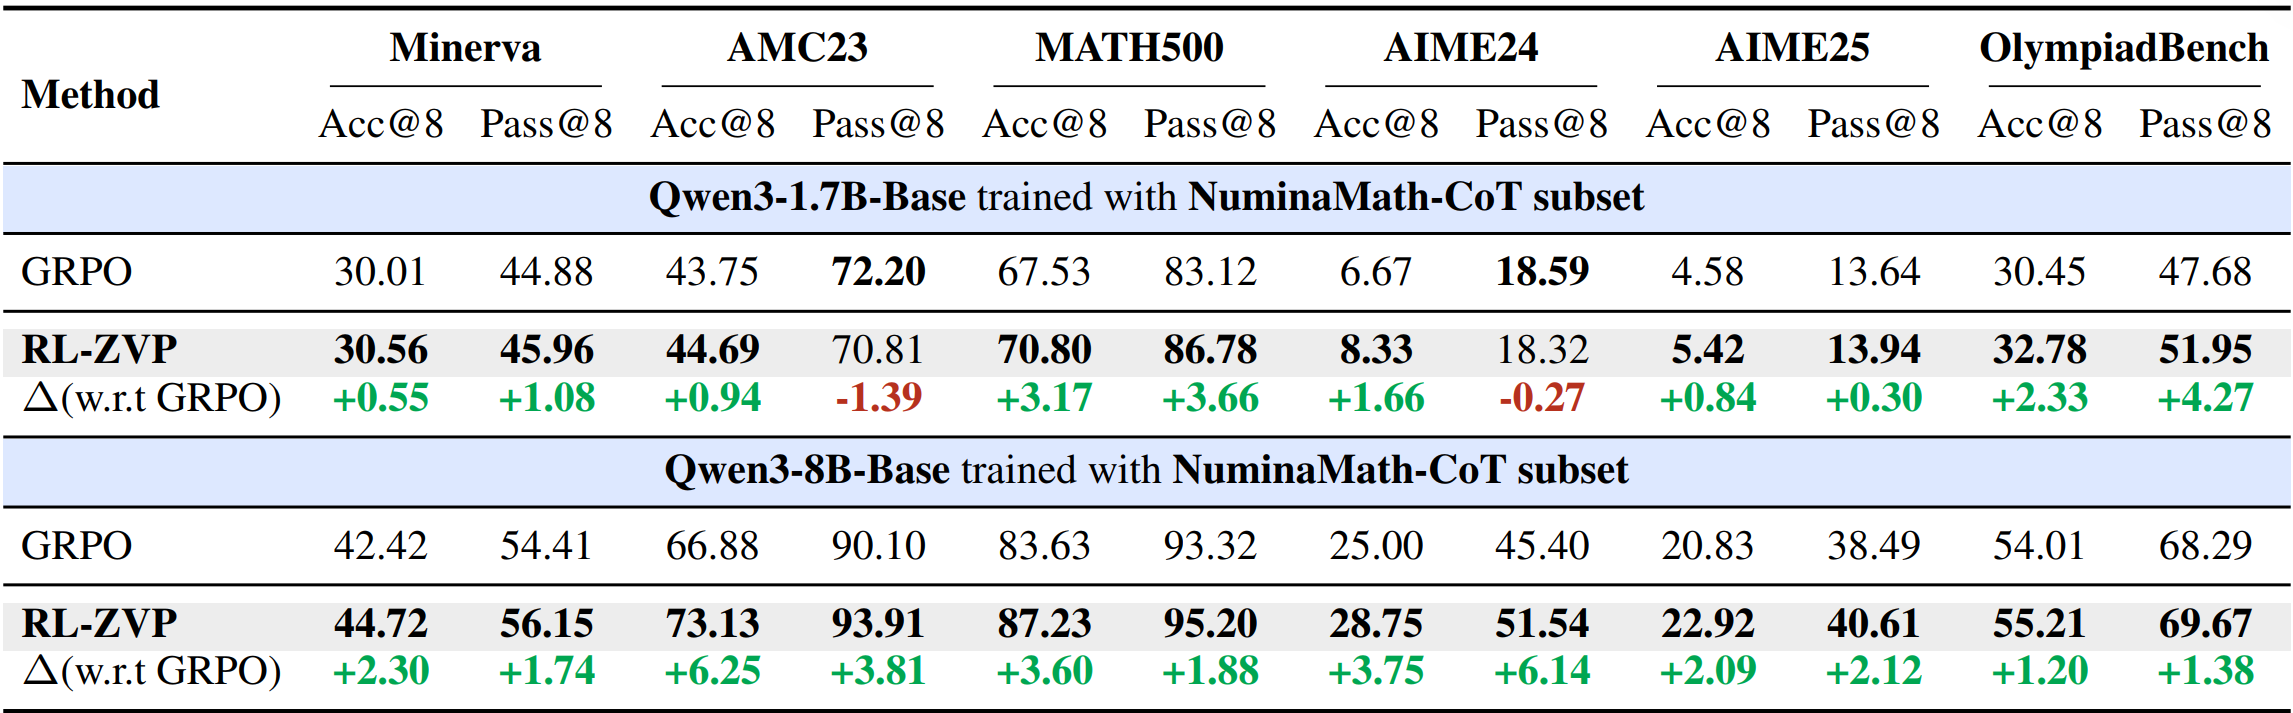 Method Minerva AMC23 MATH500 AIME24 AIME25 OlympiadBench
Acc@8 Pass@8 Acc@8 Pass@8 Acc@8 Pass@8 Acc@8 Pass@8 Acc@8 Pass@8 Acc@8 Pass@8
Qwen3-1.7B-Base trained with NuminaMath-CoT subset
GRPO 30.01 44.88 43.75 72.20 67.53 83.12 6.67 18.59 4.58 13.64 30.45 47.68
RL-ZVP 30.56 45.96 44.69 70.81 70.80 86.78 8.33 18.32 5.42 13.94 32.78 51.95
△(w.r.t GRPO) +0.55 +1.08 +0.94 -1.39 +3.17 +3.66 +1.66 -0.27 +0.84 +0.30 +2.33 +4.27
Qwen3-8B-Base trained with NuminaMath-CoT subset
GRPO 42.42 54.41 66.88 90.10 83.63 93.32 25.00 45.40 20.83 38.49 54.01 68.29
RL-ZVP 44.72 56.15 73.13 93.91 87.23 95.20 28.75 51.54 22.92 40.61 55.21 69.67
△(w.r.t GRPO) +2.30 +1.74 +6.25 +3.81 +3.60 +1.88 +3.75 +6.14 +2.09 +2.12 +1.20 +1.38